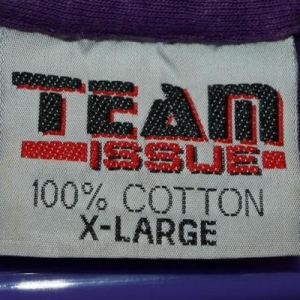 TEAM
ISSUE
100% COTTON
X-LARGE